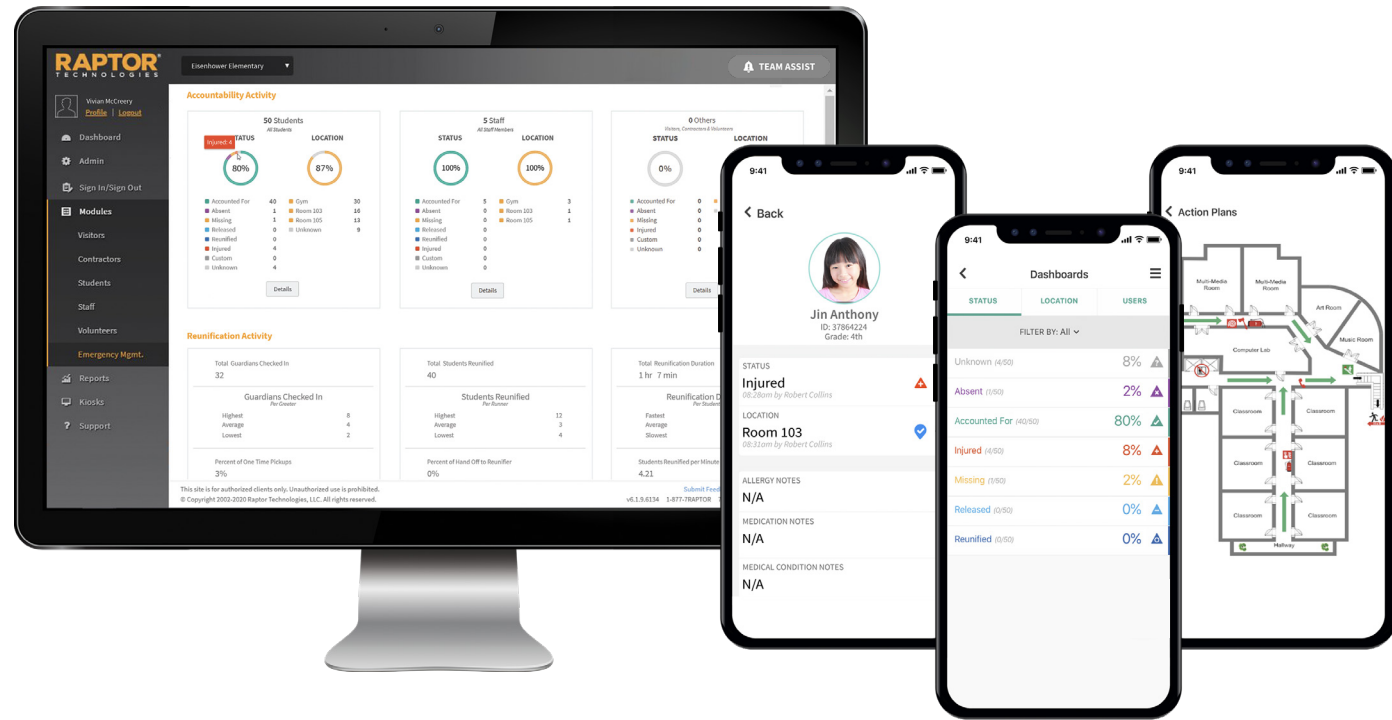 RAPTOR
TECHNOLOGIES
Eisenhower Elementary
TEAM ASSIST
Vivian McCreery
Profile | Logout
Dashboard
Admin
Sign In/Sign Out
Modules
Visitors
Contractors
Students
Staff
Volunteers
Emergency Mgmt.
Reports
Kiosks
Support
Accountability Activity
50 Students
All Students
STATUS LOCATION
Injured: 4
80% 87%
Accounted For 40 Gym 30
Absent 1 Room 103 10
Missing 1 Room 105 13
Released 0 Unknown 9
Reunified 0
Injured 4
Custom 0
Unknown 4
Details
5 Staff
All Staff Members
STATUS LOCATION
100% 100%
Accounted For 5 Gym 3
Absent 0 Room 103 1
Missing 0 Room 105 1
Released 0
Reunified 0
Injured 0
Custom 0
Unknown 0
Details
0 Others
Visitors, Contractors & Volunteers
STATUS LOCATION
0%
Accounted For 0
Absent 0
Missing 0
Injured 0
Custom 0
Unknown 0
Details
Reunification Activity
Total Guardians Checked In
32
Guardians Checked In
Per Greeter
Highest 8
Average 4
Lowest 2
Percent of One Time Pickups
3%
Total Students Reunified
40
Students Reunified
Per Runner
Highest 12
Average 3
Lowest 4
Percent of Hand Off to Reunifier
0%
Total Reunification Duration
1 hr 7 min
Reunification D
Per Student
Fastest
Average
Slowest
Students Reunified per Minute
4.21
This site is for authorized clients only. Unauthorized use is prohibited.
© Copyright 2002-2020 Raptor Technologies, LLC. All rights reserved.
Submit Feed
v6.1.9.6134 1-877-7RAPTOR
9:41
Back
Jin Anthony
ID: 37864224
Grade: 4th
STATUS
Injured
08:28am by Robert Collins
LOCATION
Room 103
08:31am by Robert Collins
ALLERGY NOTES
N/A
MEDICATION NOTES
N/A
MEDICAL CONDITION NOTES
N/A
9:41
Dashboards
STATUS LOCATION USERS
FILTER BY: All
Unknown (4/50) 8%
Absent (1/50) 2%
Accounted For (40/50) 80%
Injured (4/50) 8%
Missing (1/50) 2%
Released (0/50) 0%
Reunified (0/50) 0%
9:41
Action Plans
Multi-Media
Room
Multi-Media
Room
Art Room
Music Room
Computer Lab
Classroom Classroom
Classroom Classroom
Classroom Classroom
Hallway